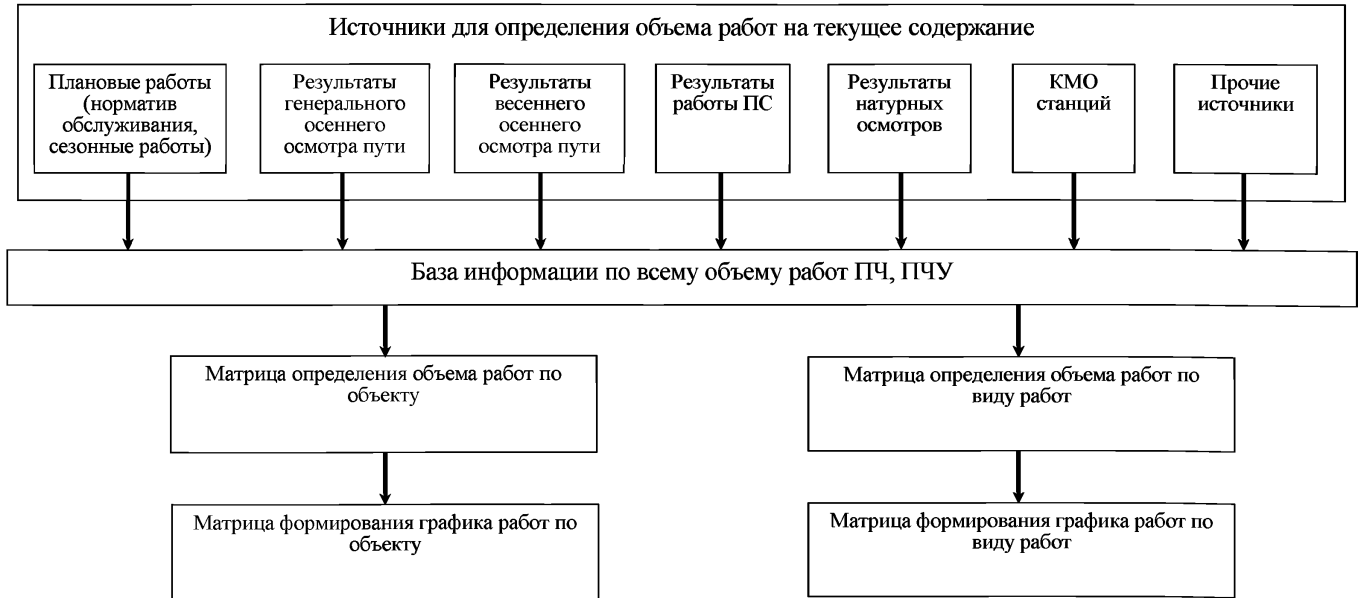 Источники для определения объема работ на текущее содержание
Плановые работы
(норматив
обслуживания,
сезонные работы)
Результаты
генерального
осеннего
осмотра пути
Результаты
весеннего
осеннего
осмотра пути
Результаты
работы ПС
Результаты
натурных
осмотров
КМО
станций
Прочие
источники
База информации по всему объему работ ПЧ, ПЧУ
Матрица определения объема работ по
объекту
Матрица определения объема работ по
виду работ
Матрица формирования графика работ по
объекту
Матрица формирования графика работ по
виду работ